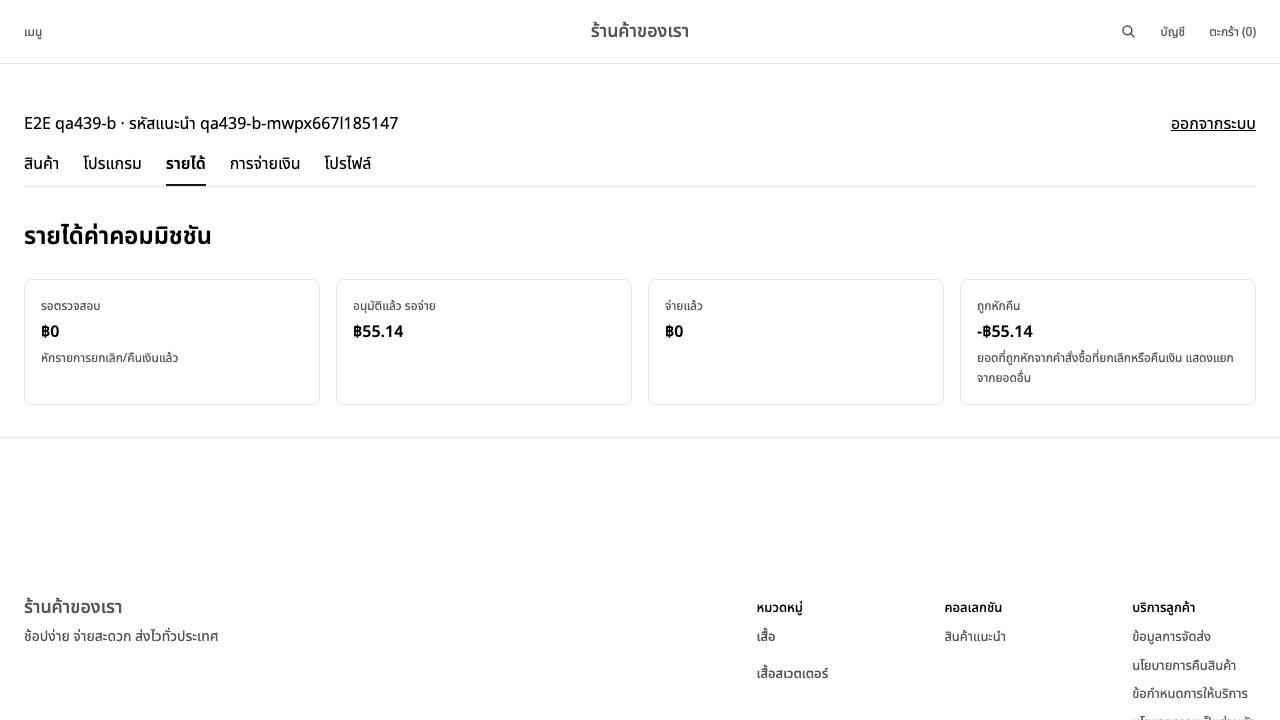 เมนู
ร้านค้าของเรา
บัญชี
ตะกร้า (0)
E2E qa439-b · รหัสแนะนำ qa439-b-mwpx667l185147
ออกจากระบบ
สินค้า
โปรแกรม
รายได้
การจ่ายเงิน
โปรไฟล์
รายได้ค่าคอมมิชชัน
รอตรวจสอบ
฿0
หักรายการยกเลิก/คืนเงินแล้ว
อนุมัติแล้ว รอจ่าย
฿55.14
จ่ายแล้ว
฿0
ถูกหักคืน
-฿55.14
ยอดที่ถูกหักจากคำสั่งซื้อที่ยกเลิกหรือคืนเงิน แสดงแยก
จากยอดอื่น
ร้านค้าของเรา
ช้อปง่าย จ่ายสะดวก ส่งไวทั่วประเทศ
หมวดหมู่
เสื้อ
เสื้อสเวตเตอร์
คอลเลกชัน
สินค้าแนะนำ
บริการลูกค้า
ข้อมูลการจัดส่ง
นโยบายการคืนสินค้า
ข้อกำหนดการให้บริการ